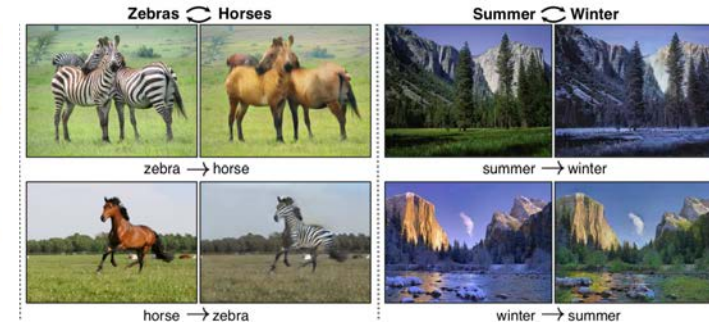 Zebras Horses
zebra → horse
horse → zebra
Summer Winter
summer → winter
winter → summer